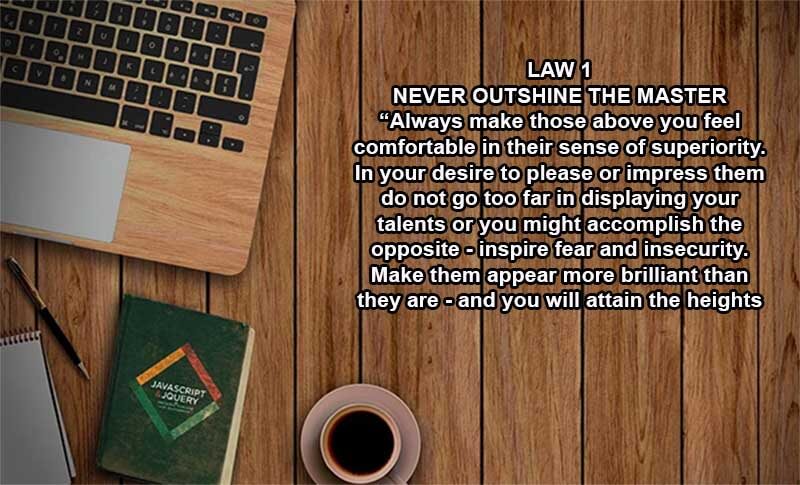 LAW 1
NEVER OUTSHINE THE MASTER
“Always make those above you feel
comfortable in their sense of superiority.
In your desire to please or impress them
do not go too far in displaying your
talents or you might accomplish the
opposite - inspire fear and insecurity.
Make them appear more brilliant than
they are - and you will attain the heights
JAVASCRIPT
& JQUERY